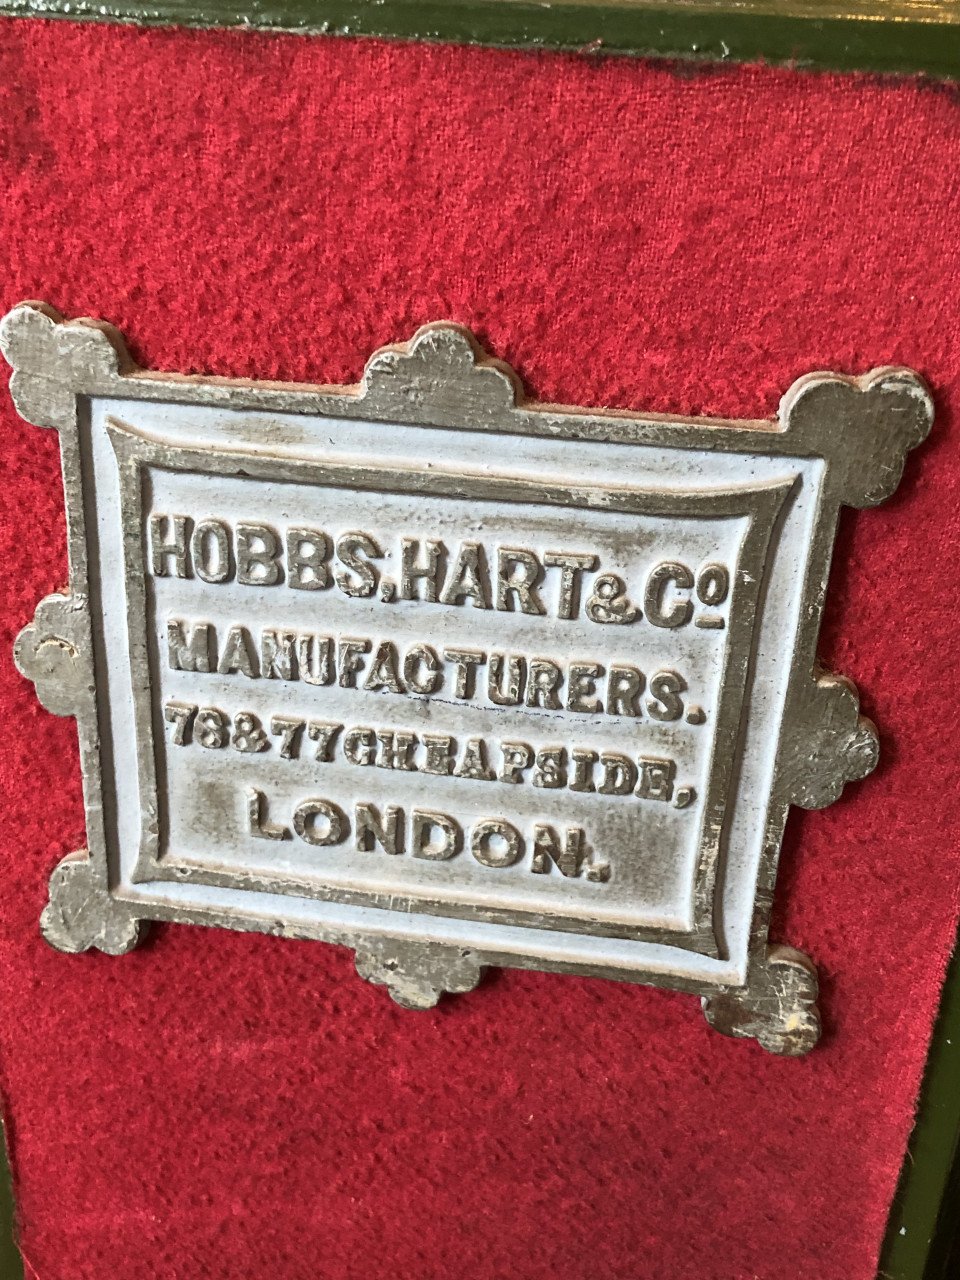 HOBBS, HART & Cº
MANUFACTURERS.
76 & 77 CHEAPSIDE,
LONDON.